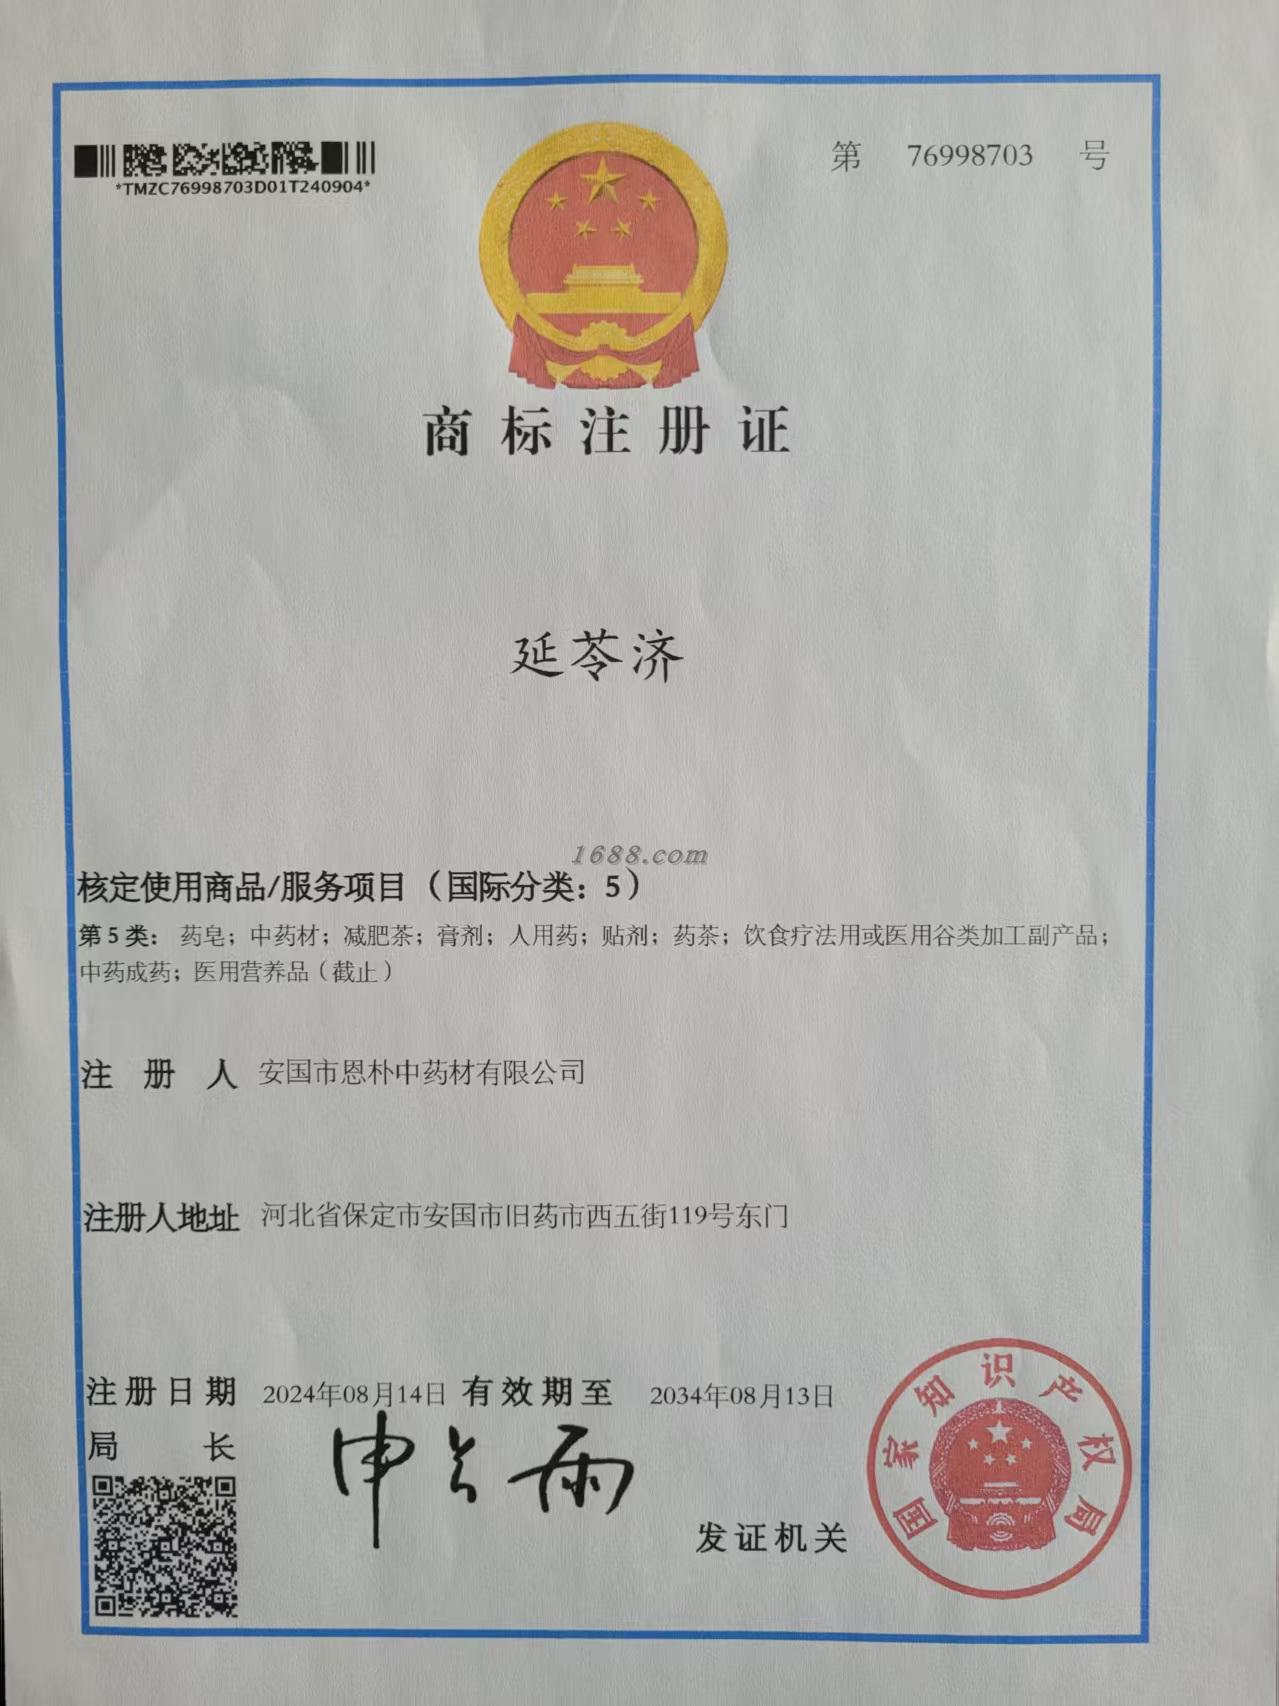 *TMZC76998703D01T240904*
第 76998703 号
商标注册证
延苓济
1688.com
核定使用商品/服务项目（国际分类：5）
第5类：药皂；中药材；减肥茶；膏剂；人用药；贴剂；药茶；饮食疗法用或医用谷类加工副产品；
中药成药；医用营养品（截止）
注册人 安国市恩朴中药材有限公司
注册人地址 河北省保定市安国市旧药市西五街119号东门
注册日期 2024年08月14日 有效期至 2034年08月13日
局长 申长雨
发证机关
国家知识产权局